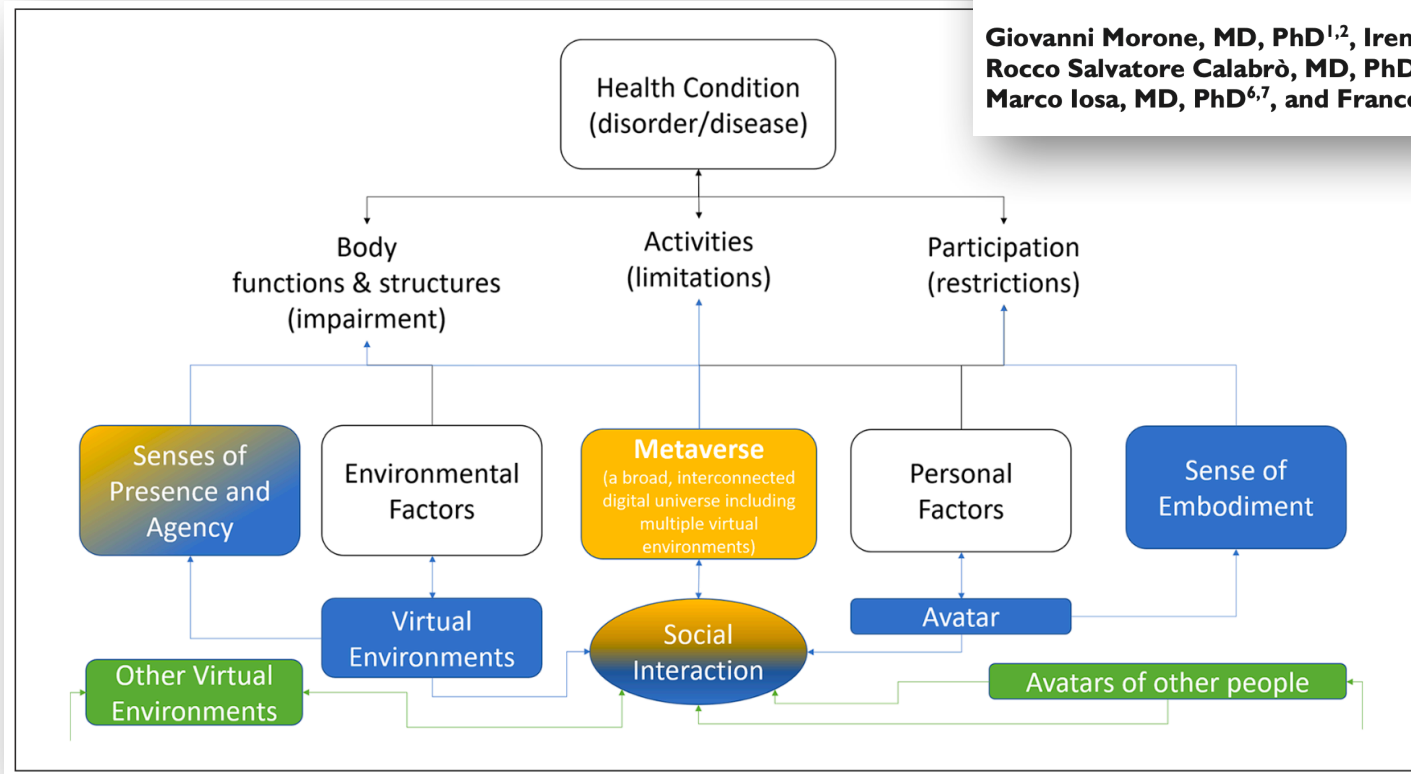 Giovanni Morone, MD, PhD1,2, Iren
Rocco Salvatore Calabrò, MD, PhD
Marco Iosa, MD, PhD6,7, and France
Health Condition
(disorder/disease)
Body
functions & structures
(impairment)
Activities
(limitations)
Participation
(restrictions)
Senses of
Presence and
Agency
Environmental
Factors
Metaverse
(a broad, interconnected
digital universe including
multiple virtual
environments)
Personal
Factors
Sense of
Embodiment
Virtual
Environments
Social
Interaction
Avatar
Other Virtual
Environments
Avatars of other people